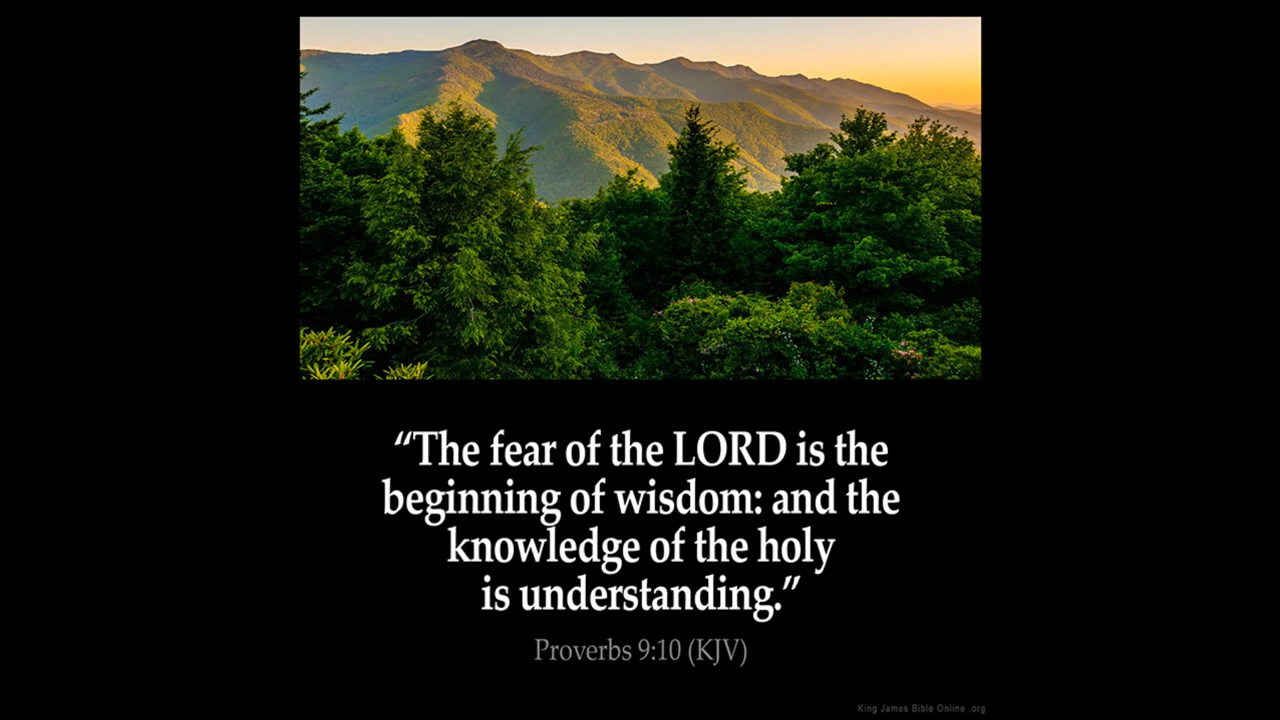 “The fear of the LORD is the
beginning of wisdom: and the
knowledge of the holy
is understanding.”
Proverbs 9:10 (KJV)
King James Bible Online .org